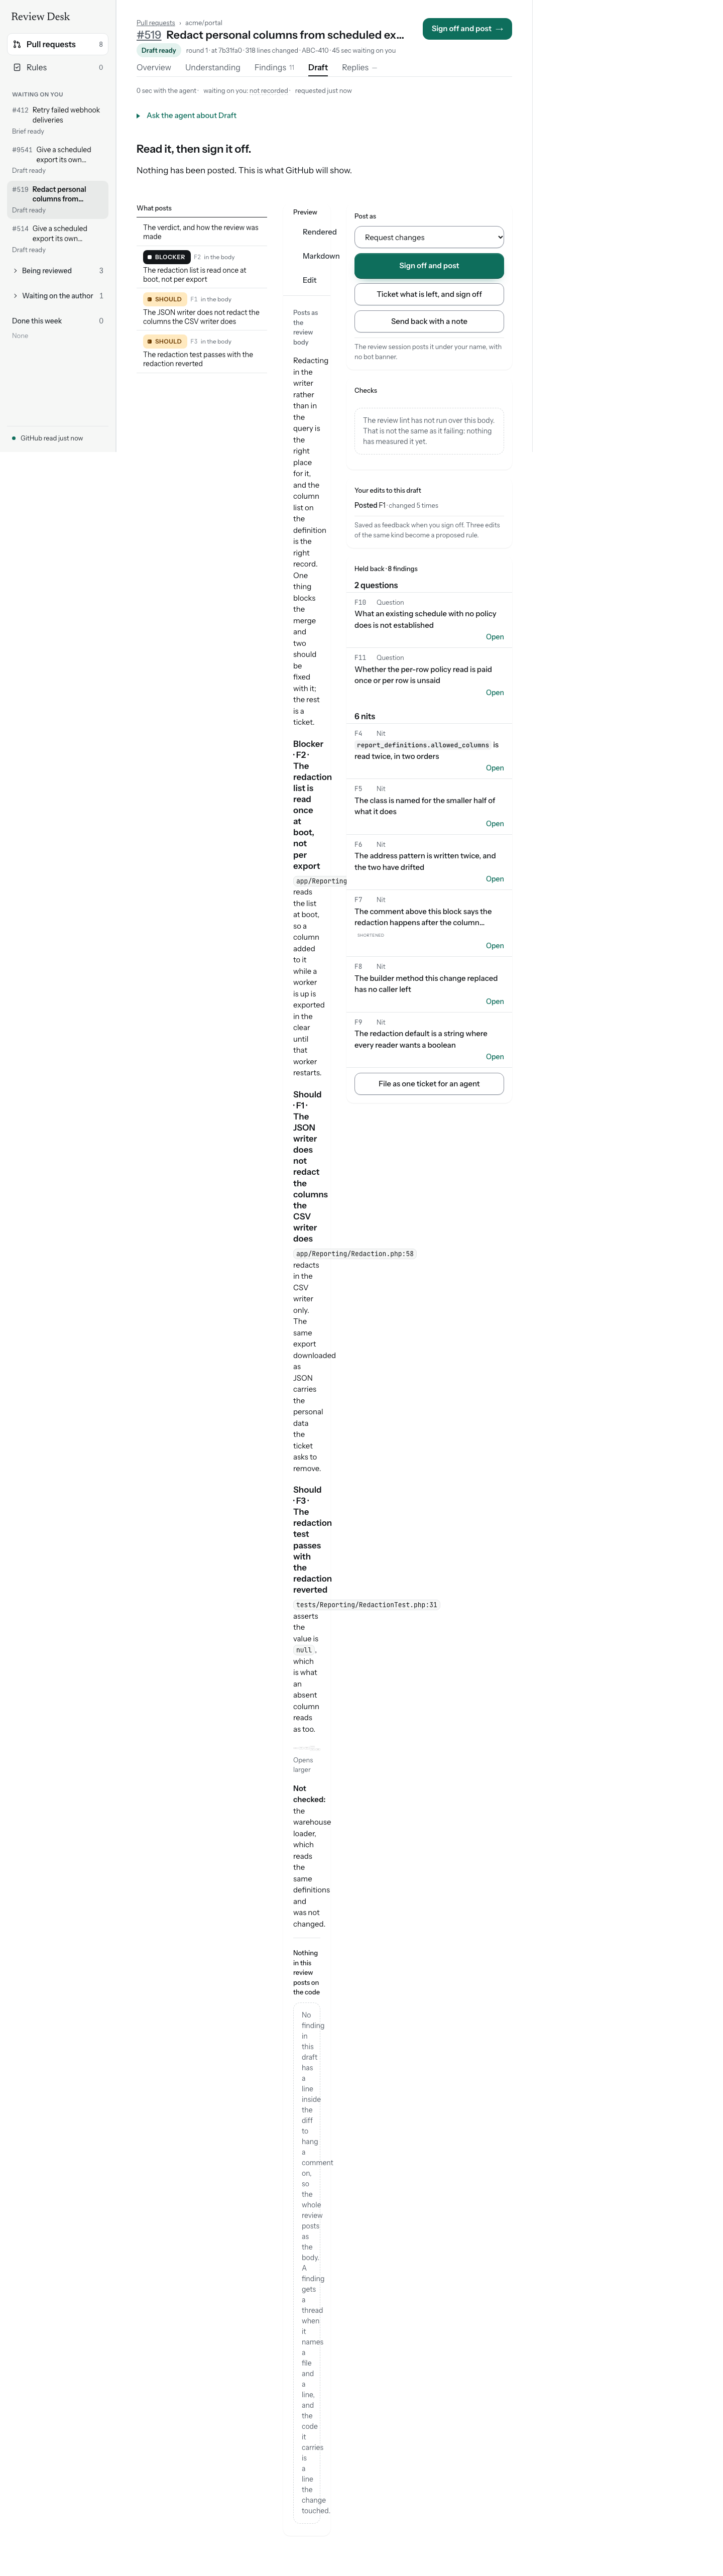 Review Desk
Pull requests 8
Rules 0
WAITING ON YOU
#412 Retry failed webhook
deliveries
Brief ready
#9541 Give a scheduled
export its own...
Draft ready
#519 Redact personal
columns from...
Draft ready
#514 Give a scheduled
export its own...
Draft ready
Being reviewed 3
Waiting on the author 1
Done this week 0
None
GitHub read just now
Pull requests › acme/portal
#519 Redact personal columns from scheduled ex...
Sign off and post →
Draft ready round 1 · at 7b31fa0 · 318 lines changed · ABC-410 · 45 sec waiting on you
Overview Understanding Findings 11 Draft Replies —
0 sec with the agent · waiting on you: not recorded · requested just now
Ask the agent about Draft
Read it, then sign it off.
Nothing has been posted. This is what GitHub will show.
What posts
The verdict, and how the review was
made
BLOCKER F2 in the body
The redaction list is read once at
boot, not per export
SHOULD F1 in the body
The JSON writer does not redact the
columns the CSV writer does
SHOULD F3 in the body
The redaction test passes with the
redaction reverted
Preview
Rendered
Markdown
Edit
Posts as
the
review
body
Redacting
in the
writer
rather
than in
the
query is
the
right
place
for it,
and the
column
list on
the
definition
is the
right
record.
One
thing
blocks
the
merge
and
two
should
be
fixed
with it;
the rest
is a
ticket.
Blocker
· F2 ·
The
redaction
list is
read
once
at
boot,
not
per
export
app/Reporting
reads
the list
at boot,
so a
column
added
to it
while a
worker
is up is
exported
in the
clear
until
that
worker
restarts.
Should
· F1 ·
The
JSON
writer
does
not
redact
the
columns
the
CSV
writer
does
app/Reporting/Redaction.php:58
redacts
in the
CSV
writer
only.
The
same
export
downloaded
as
JSON
carries
the
personal
data
the
ticket
asks to
remove.
Should
· F3 ·
The
redaction
test
passes
with
the
redaction
reverted
tests/Reporting/RedactionTest.php:31
asserts
the
value is
null ,
which
is what
an
absent
column
reads
as too.
Opens
larger
Not
checked:
the
warehouse
loader,
which
reads
the
same
definitions
and
was not
changed.
Nothing
in this
review
posts on
the code
No
finding
in
this
draft
has
a
line
inside
the
diff
to
hang
a
comment
on,
so
the
whole
review
posts
as
the
body.
A
finding
gets
a
thread
when
it
names
a
file
and
a
line,
and
the
code
it
carries
is
a
line
the
change
touched.
Post as
Request changes
Sign off and post
Ticket what is left, and sign off
Send back with a note
The review session posts it under your name, with
no bot banner.
Checks
The review lint has not run over this body.
That is not the same as it failing: nothing
has measured it yet.
Your edits to this draft
Posted F1 · changed 5 times
Saved as feedback when you sign off. Three edits
of the same kind become a proposed rule.
Held back · 8 findings
2 questions
F10 Question
What an existing schedule with no policy
does is not established
Open
F11 Question
Whether the per-row policy read is paid
once or per row is unsaid
Open
6 nits
F4 Nit
report_definitions.allowed_columns is
read twice, in two orders
Open
F5 Nit
The class is named for the smaller half of
what it does
Open
F6 Nit
The address pattern is written twice, and
the two have drifted
Open
F7 Nit
The comment above this block says the
redaction happens after the column...
SHORTENED
Open
F8 Nit
The builder method this change replaced
has no caller left
Open
F9 Nit
The redaction default is a string where
every reader wants a boolean
Open
File as one ticket for an agent